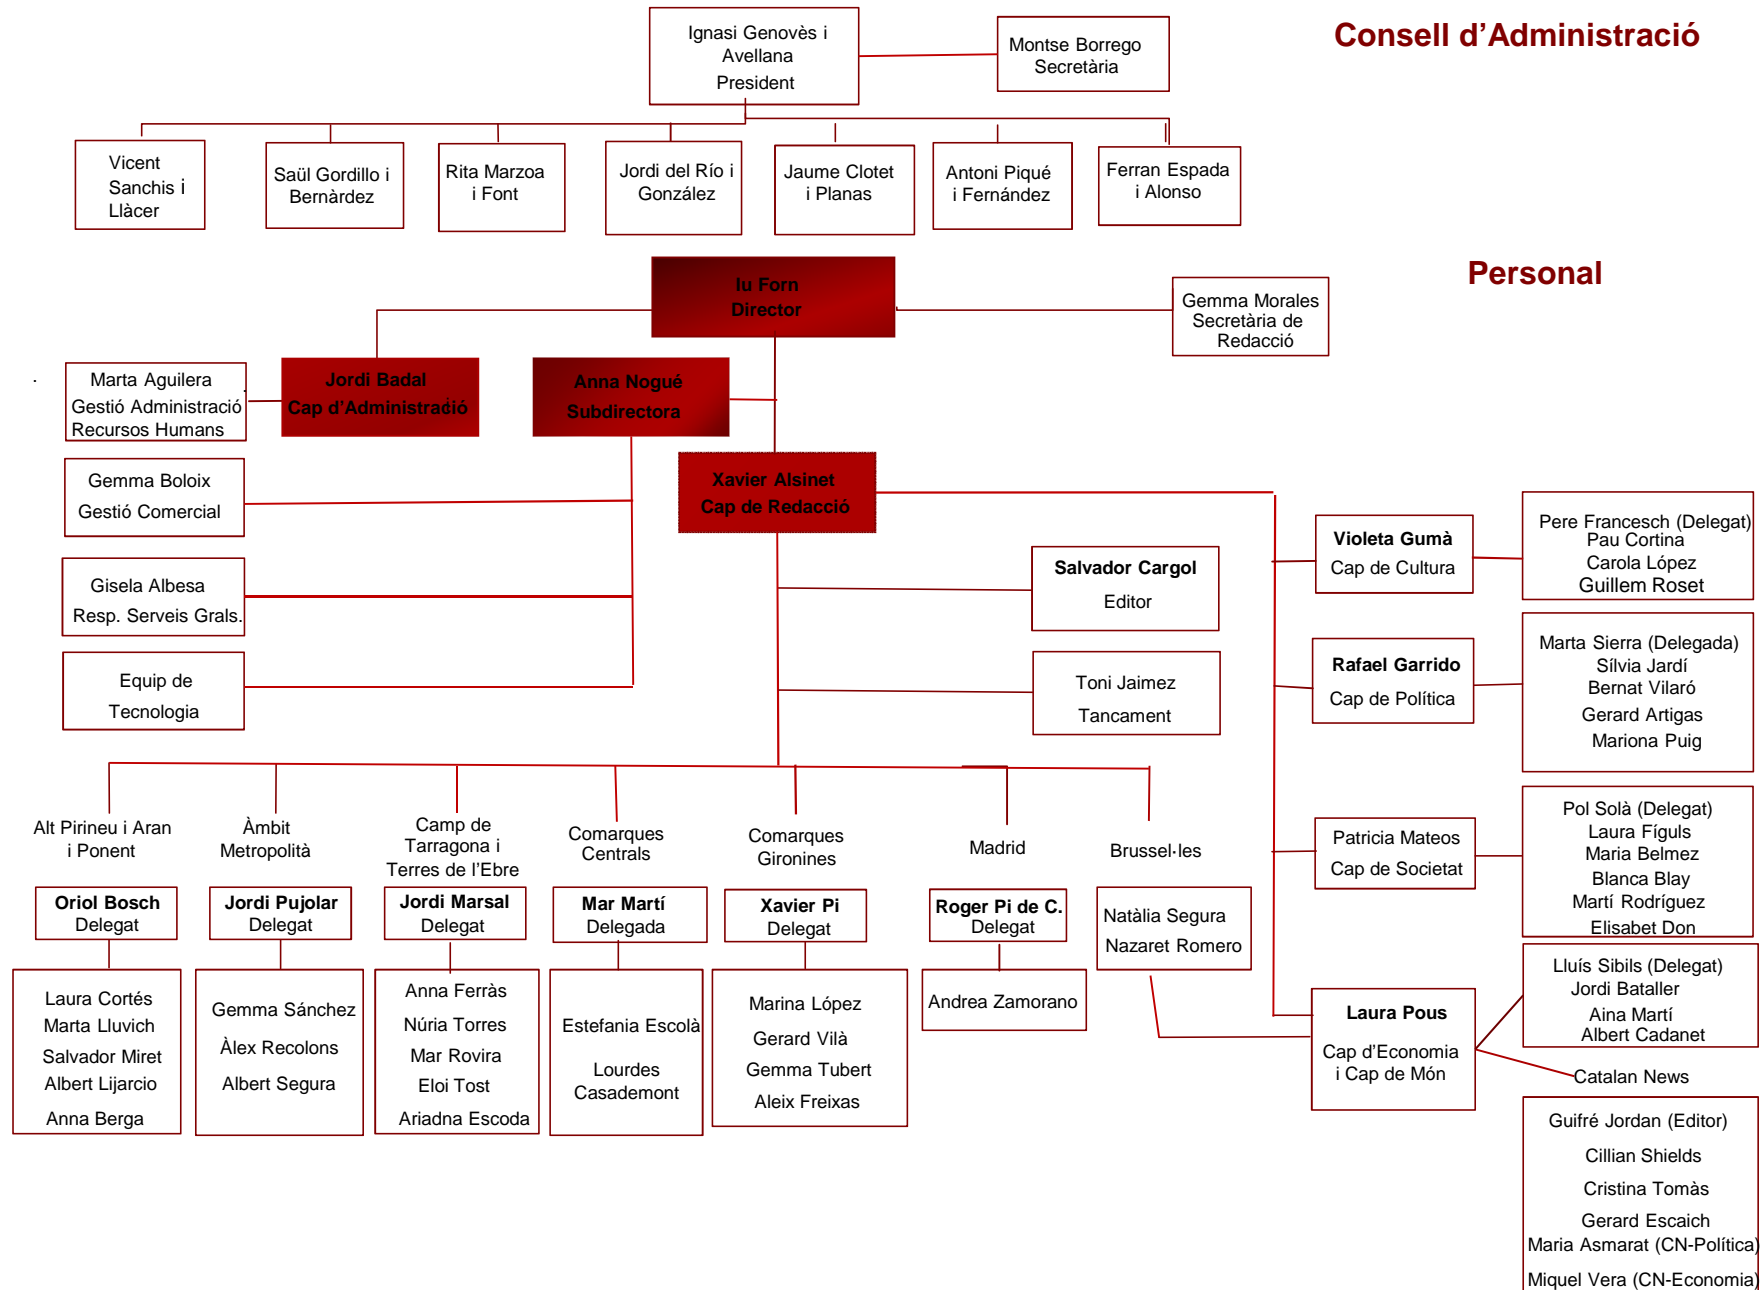 Consell d'Administració
Ignasi Genovès i
Avellana
President
Montse Borrego
Secretària
Vicent
Sanchis i
Llàcer
Saül Gordillo i
Bernàrdez
Rita Marzoa
i Font
Jordi del Río i
González
Jaume Clotet
i Planas
Antoni Piqué
i Fernández
Ferran Espada
i Alonso
Personal
Iu Forn
Director
Gemma Morales
Secretària de
Redacció
Marta Aguilera
Gestió Administració
Recursos Humans
Jordi Badal
Cap d'Administració
Anna Nogué
Subdirectora
Gemma Boloix
Gestió Comercial
Xavier Alsinet
Cap de Redacció
Gisela Albesa
Resp. Serveis Grals.
Equip de
Tecnologia
Salvador Cargol
Editor
Toni Jaimez
Tancament
Violeta Gumà
Cap de Cultura
Pere Francesch (Delegat)
Pau Cortina
Carola López
Guillem Roset
Rafael Garrido
Cap de Política
Marta Sierra (Delegada)
Sílvia Jardí
Bernat Vilaró
Gerard Artigas
Mariona Puig
Patricia Mateos
Cap de Societat
Pol Solà (Delegat)
Laura Fíguls
Maria Belmez
Blanca Blay
Martí Rodríguez
Elisabet Don
Alt Pirineu i Aran
i Ponent
Oriol Bosch
Delegat
Laura Cortés
Marta Lluvich
Salvador Miret
Albert Lijarcio
Anna Berga
Àmbit
Metropolità
Jordi Pujolar
Delegat
Gemma Sánchez
Àlex Recolons
Albert Segura
Camp de
Tarragona i
Terres de l'Ebre
Jordi Marsal
Delegat
Anna Ferràs
Núria Torres
Mar Rovira
Eloi Tost
Ariadna Escoda
Comarques
Centrals
Mar Martí
Delegada
Estefania Escolà
Lourdes
Casademont
Comarques
Gironines
Xavier Pi
Delegat
Marina López
Gerard Vilà
Gemma Tubert
Aleix Freixas
Madrid
Roger Pi de C.
Delegat
Andrea Zamorano
Brussel·les
Natàlia Segura
Nazaret Romero
Laura Pous
Cap d'Economia
i Cap de Món
Lluís Sibils (Delegat)
Jordi Bataller
Aina Martí
Albert Cadanet
Catalan News
Guifré Jordan (Editor)
Cillian Shields
Cristina Tomàs
Gerard Escaich
Maria Asmarat (CN-Política)
Miquel Vera (CN-Economia)